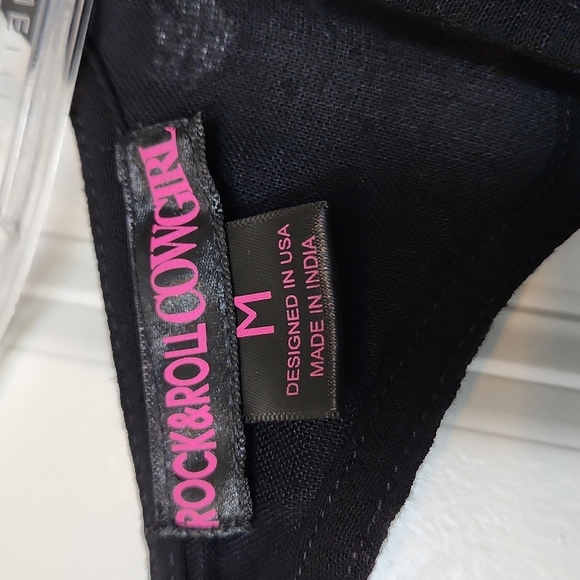 ROCK&ROLL COWGIRL
M
DESIGNED IN USA
MADE IN INDIA